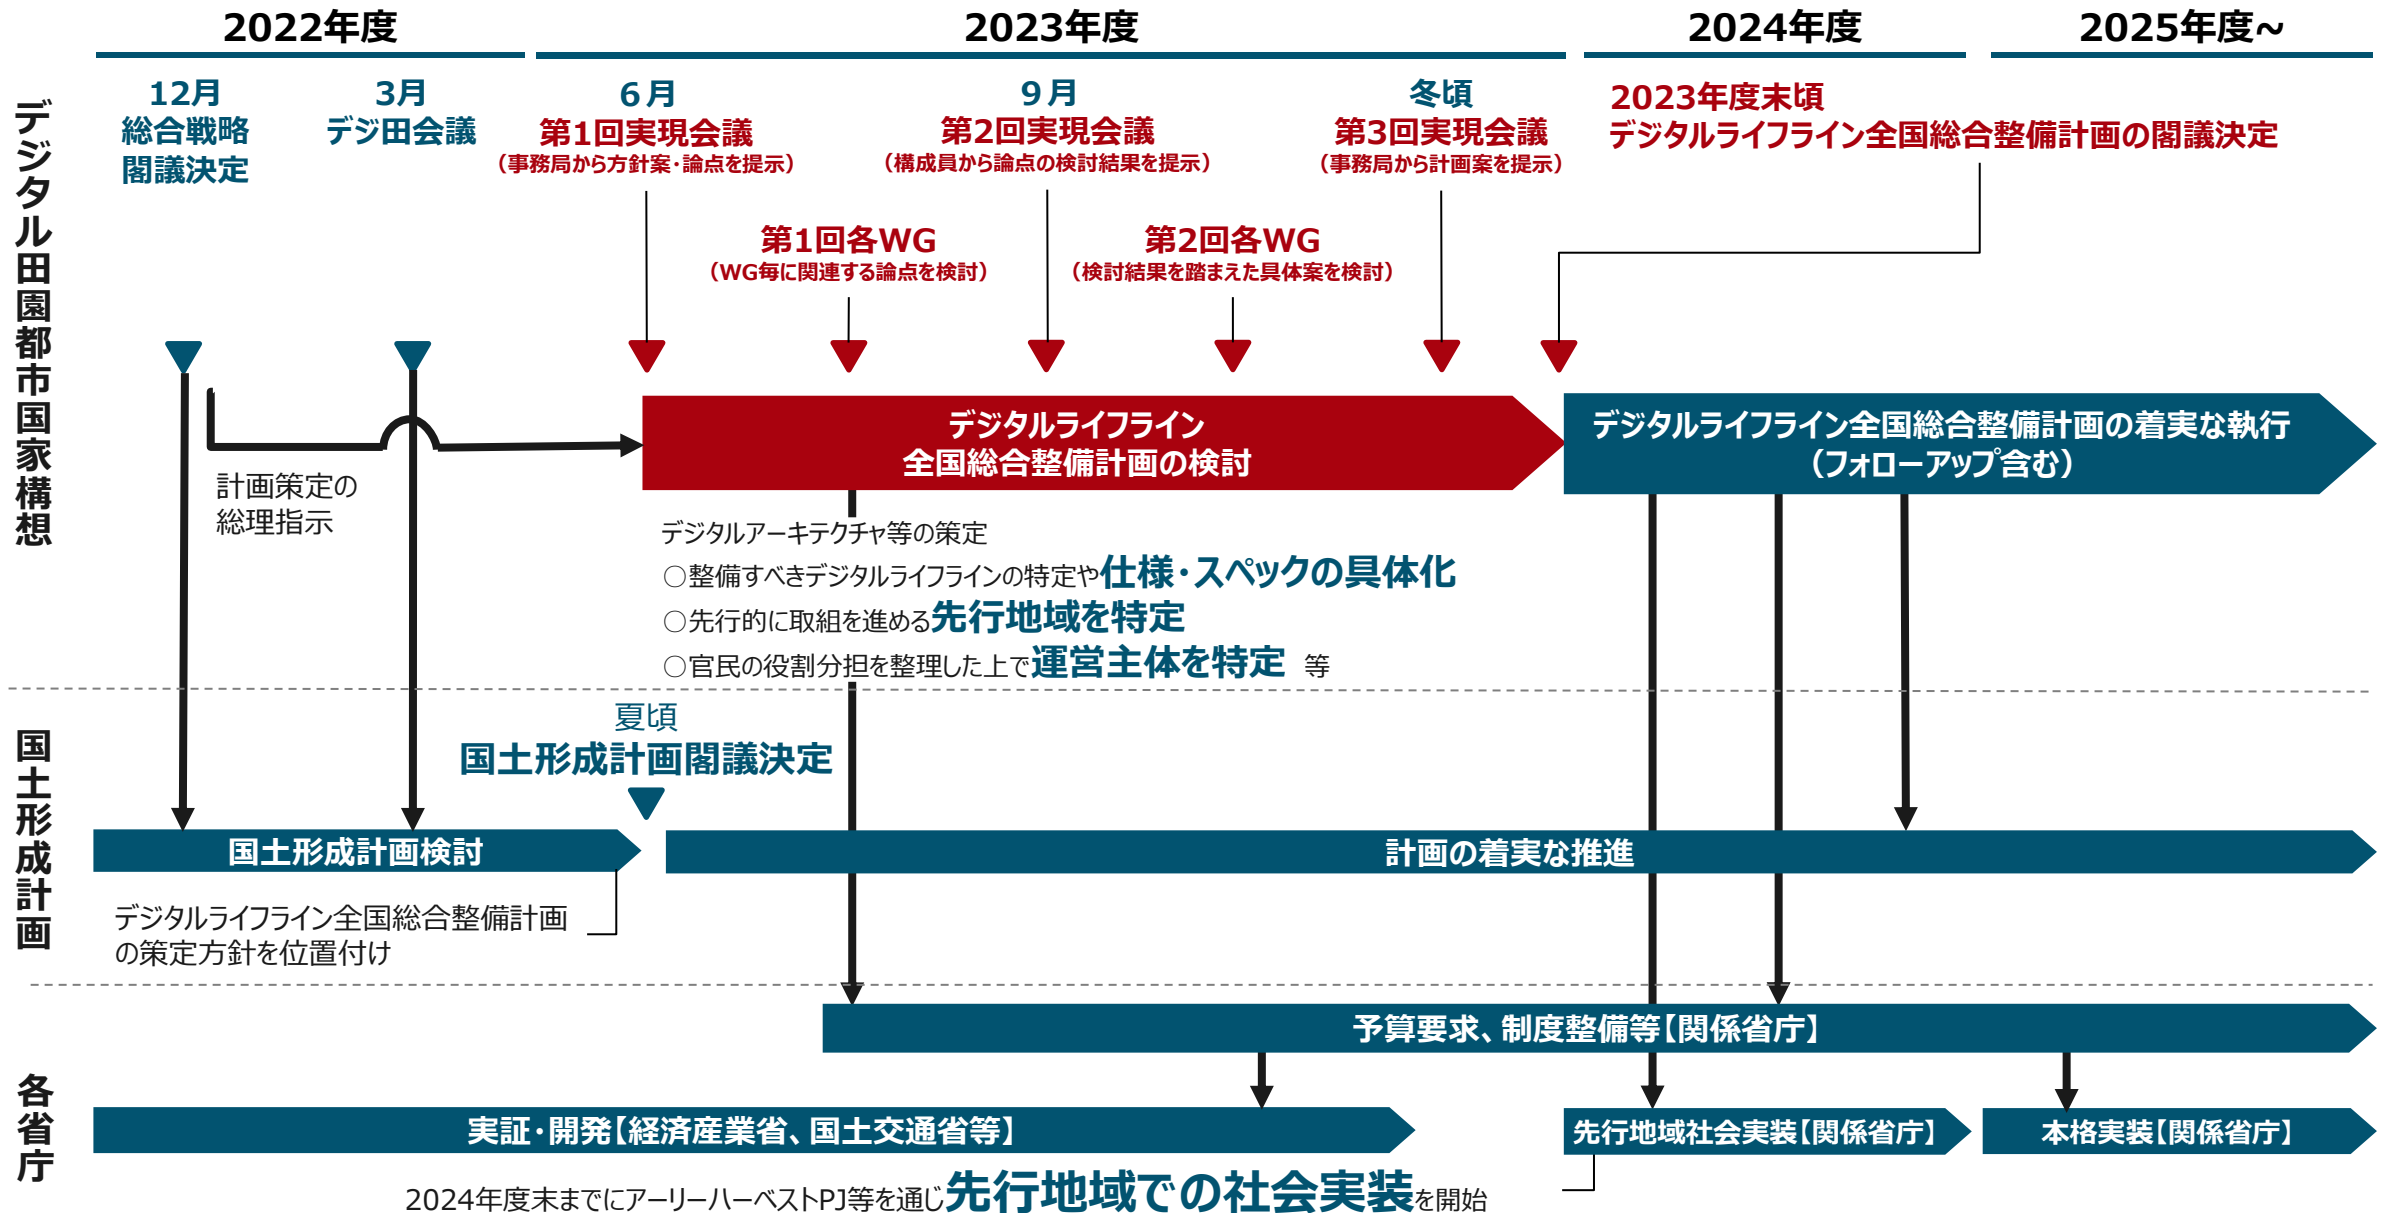 2022年度
2023年度
2024年度
2025年度~
デジタル田園都市国家構想
12月
総合戦略
閣議決定
3月
デジ田会議
６月
第1回実現会議
（事務局から方針案・論点を提示）
９月
第2回実現会議
（構成員から論点の検討結果を提示）
冬頃
第3回実現会議
（事務局から計画案を提示）
2023年度末頃
デジタルライフライン全国総合整備計画の閣議決定
第1回各WG
（WG毎に関連する論点を検討）
第2回各WG
（検討結果を踏まえた具体案を検討）
デジタルライフライン
全国総合整備計画の検討
デジタルライフライン全国総合整備計画の着実な執行
（フォローアップ含む）
計画策定の
総理指示
デジタルアーキテクチャ等の策定
○整備すべきデジタルライフラインの特定や仕様・スペックの具体化
○先行的に取組を進める先行地域を特定
○官民の役割分担を整理した上で運営主体を特定 等
国土形成計画
夏頃
国土形成計画閣議決定
国土形成計画検討
計画の着実な推進
デジタルライフライン全国総合整備計画
の策定方針を位置付け
各省庁
予算要求、制度整備等【関係省庁】
実証・開発【経済産業省、国土交通省等】
先行地域社会実装【関係省庁】
本格実装【関係省庁】
2024年度末までにアーリーハーベストPJ等を通じ先行地域での社会実装を開始